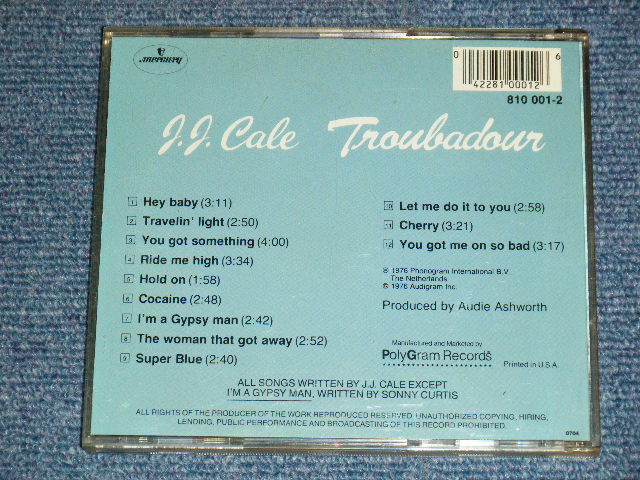 mercury
0 42281 00012 6
810 001-2
J.J. Cale Troubadour
1 Hey baby (3:11)
2 Travelin' light (2:50)
3 You got something (4:00)
4 Ride me high (3:34)
5 Hold on (1:58)
6 Cocaine (2:48)
7 I'm a Gypsy man (2:42)
8 The woman that got away (2:52)
9 Super Blue (2:40)
10 Let me do it to you (2:58)
11 Cherry (3:21)
12 You got me on so bad (3:17)
℗ 1976 Phonogram International B.V.
The Netherlands
© 1976 Audigram Inc.
Produced by Audie Ashworth
Manufactured and Marketed by
PolyGram Records
Printed in U.S.A.
ALL SONGS WRITTEN BY J.J. CALE EXCEPT
I'M A GYPSY MAN, WRITTEN BY SONNY CURTIS
ALL RIGHTS OF THE PRODUCER OF THE WORK REPRODUCED RESERVED. UNAUTHORIZED COPYING, HIRING,
LENDING, PUBLIC PERFORMANCE AND BROADCASTING OF THIS RECORD PROHIBITED.
0784